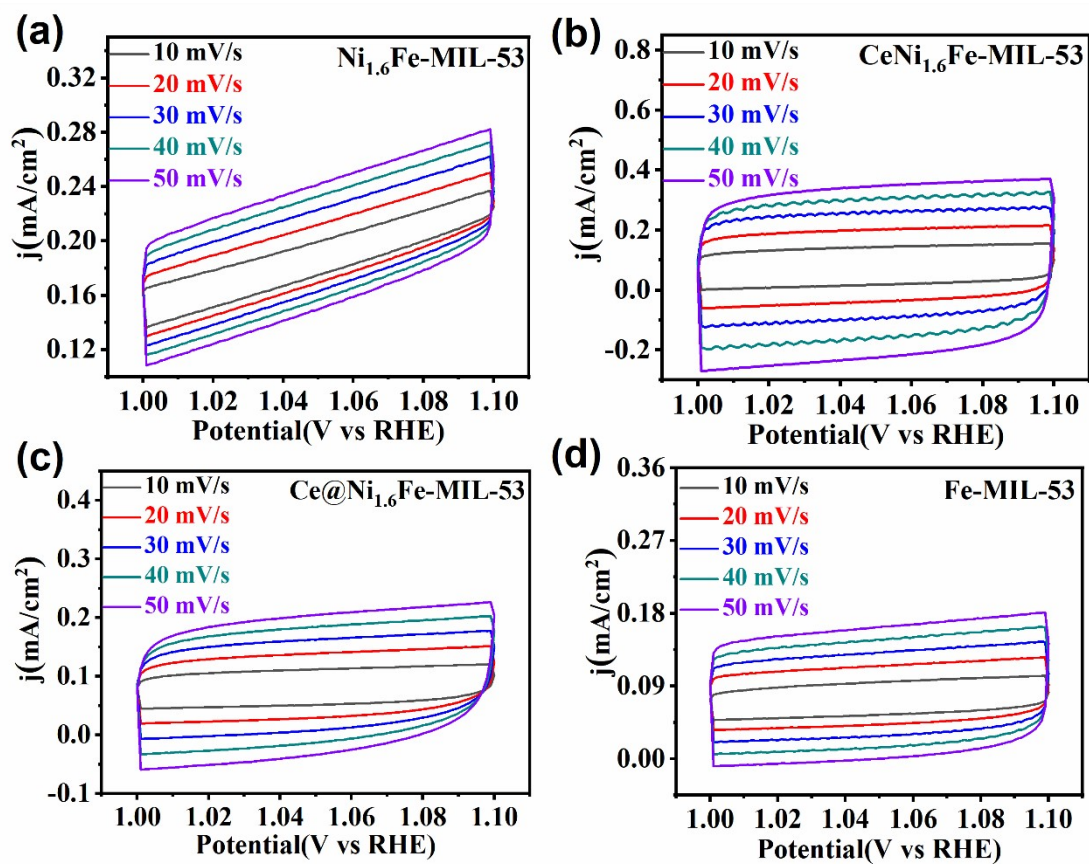 (a)
10 mV/s
20 mV/s
30 mV/s
40 mV/s
50 mV/s
Ni1.6Fe-MIL-53
0.32
0.28
0.24
0.20
0.16
0.12
j(mA/cm2)
1.00 1.02 1.04 1.06 1.08 1.10
Potential(V vs RHE)
(b)
10 mV/s
20 mV/s
30 mV/s
40 mV/s
50 mV/s
CeNi1.6Fe-MIL-53
0.8
0.6
0.4
0.2
0.0
-0.2
j(mA/cm2)
1.00 1.02 1.04 1.06 1.08 1.10
Potential(V vs RHE)
(c)
10 mV/s
20 mV/s
30 mV/s
40 mV/s
50 mV/s
Ce@Ni1.6Fe-MIL-53
0.4
0.3
0.2
0.1
0.0
-0.1
j(mA/cm2)
1.00 1.02 1.04 1.06 1.08 1.10
Potential(V vs RHE)
(d)
10 mV/s
20 mV/s
30 mV/s
40 mV/s
50 mV/s
Fe-MIL-53
0.36
0.27
0.18
0.09
0.00
j(mA/cm2)
1.00 1.02 1.04 1.06 1.08 1.10
Potential(V vs RHE)